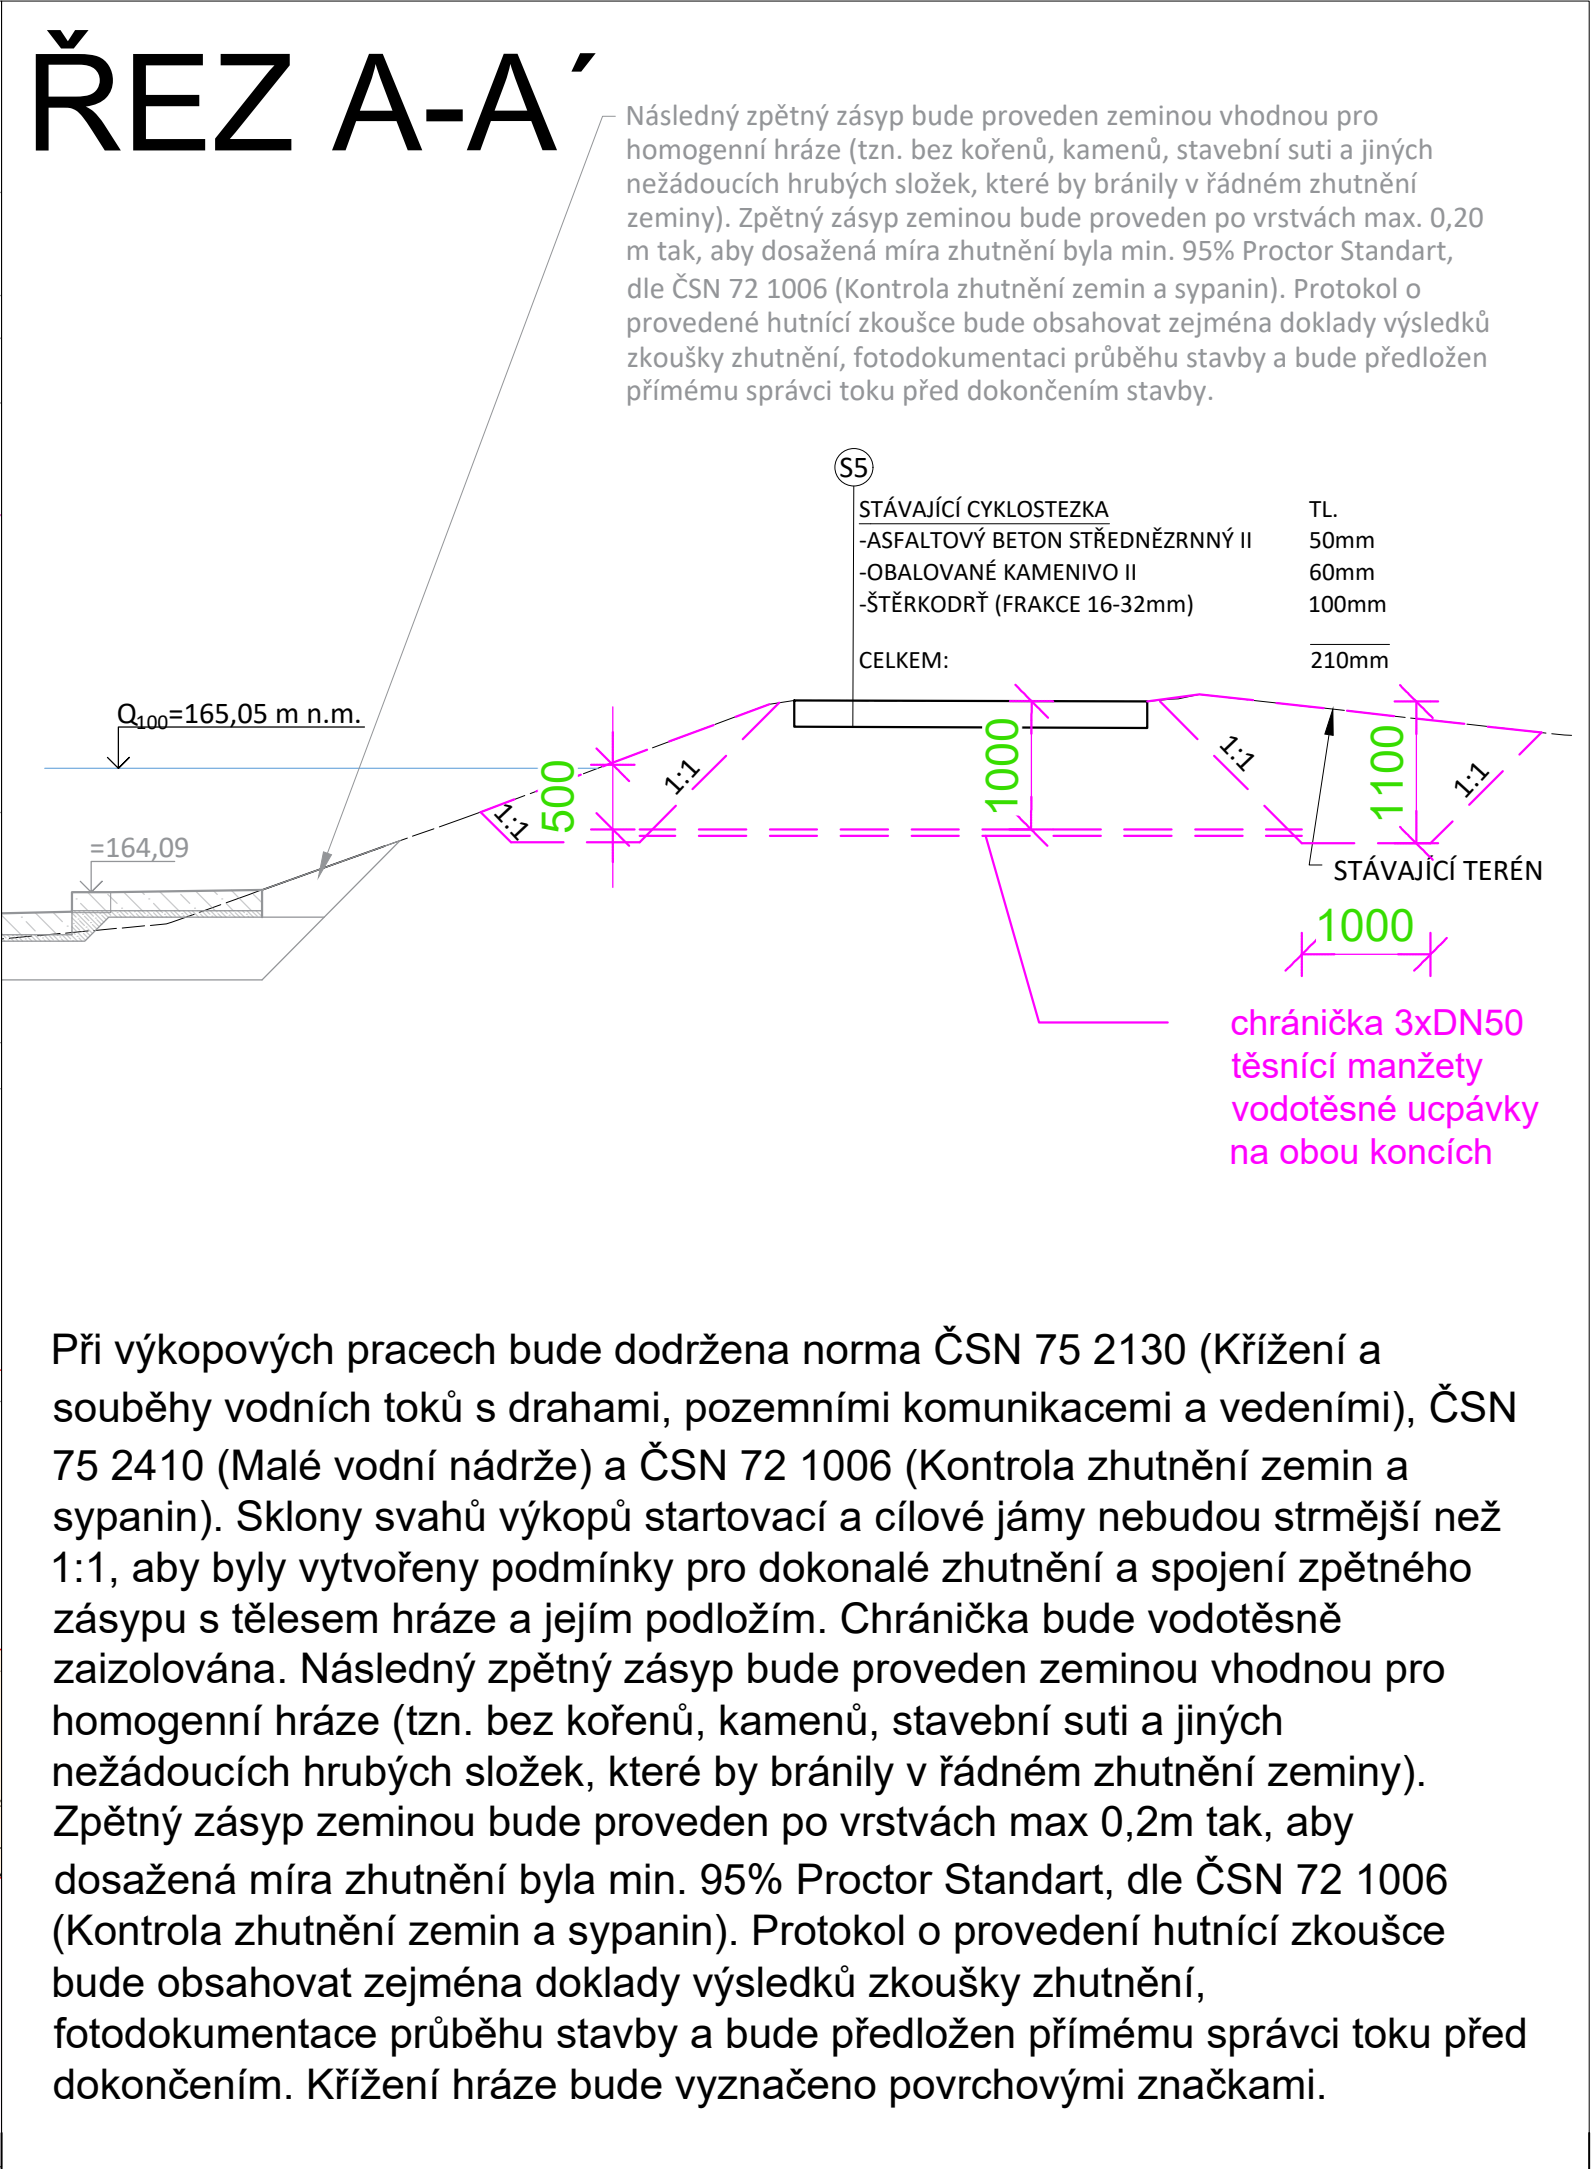 ŘEZ A-A´
Následný zpětný zásyp bude proveden zeminou vhodnou pro
homogenní hráze (tzn. bez kořenů, kamenů, stavební suti a jiných
nežádoucích hrubých složek, které by bránily v řádném zhutnění
zeminy). Zpětný zásyp zeminou bude proveden po vrstvách max. 0,20
m tak, aby dosažená míra zhutnění byla min. 95% Proctor Standart,
dle ČSN 72 1006 (Kontrola zhutnění zemin a sypanin). Protokol o
provedené hutnící zkoušce bude obsahovat zejména doklady výsledků
zkoušky zhutnění, fotodokumentaci průběhu stavby a bude předložen
přímému správci toku před dokončením stavby.
S5
STÁVAJÍCÍ CYKLOSTEZKA TL.
-ASFALTOVÝ BETON STŘEDNĚZRNNÝ II 50mm
-OBALOVANÉ KAMENIVO II 60mm
-ŠTĚRKODRŤ (FRAKCE 16-32mm) 100mm
CELKEM: 210mm
Q100=165,05 m n.m.
1:1
500
1:1
1000
1:1
1100
1:1
=164,09
STÁVAJÍCÍ TERÉN
1000
chránička 3xDN50
těsnící manžety
vodotěsné ucpávky
na obou koncích
Při výkopových pracech bude dodržena norma ČSN 75 2130 (Křížení a
souběhy vodních toků s drahami, pozemními komunikacemi a vedeními), ČSN
75 2410 (Malé vodní nádrže) a ČSN 72 1006 (Kontrola zhutnění zemin a
sypanin). Sklony svahů výkopů startovací a cílové jámy nebudou strmější než
1:1, aby byly vytvořeny podmínky pro dokonalé zhutnění a spojení zpětného
zásypu s tělesem hráze a jejím podložím. Chránička bude vodotěsně
zaizolována. Následný zpětný zásyp bude proveden zeminou vhodnou pro
homogenní hráze (tzn. bez kořenů, kamenů, stavební suti a jiných
nežádoucích hrubých složek, které by bránily v řádném zhutnění zeminy).
Zpětný zásyp zeminou bude proveden po vrstvách max 0,2m tak, aby
dosažená míra zhutnění byla min. 95% Proctor Standart, dle ČSN 72 1006
(Kontrola zhutnění zemin a sypanin). Protokol o provedení hutnící zkoušce
bude obsahovat zejména doklady výsledků zkoušky zhutnění,
fotodokumentace průběhu stavby a bude předložen přímému správci toku před
dokončením. Křížení hráze bude vyznačeno povrchovými značkami.